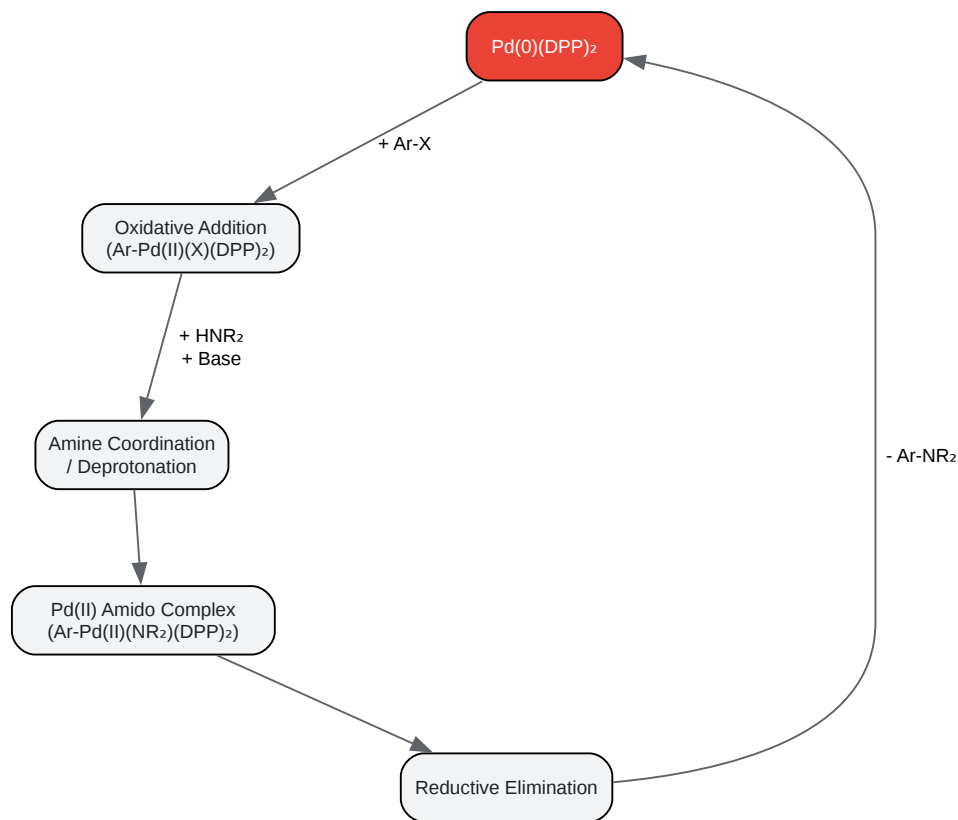 Pd(0)(DPP)₂
+ Ar-X
Oxidative Addition
(Ar-Pd(II)(X)(DPP)₂)
+ HNR₂
+ Base
Amine Coordination
/ Deprotonation
- Ar-NR₂
Pd(II) Amido Complex
(Ar-Pd(II)(NR₂)(DPP)₂)
Reductive Elimination